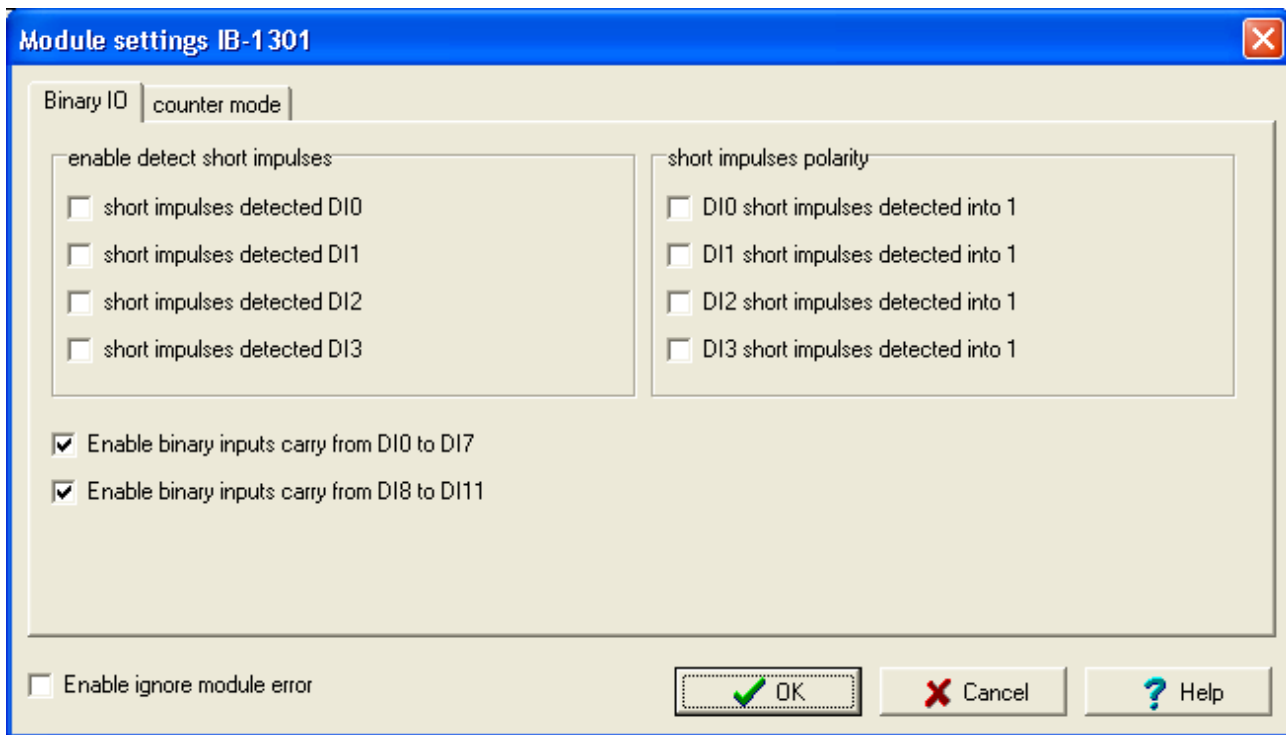 Module settings IB-1301
Binary IO
counter mode
enable detect short impulses
short impulses detected DI0
short impulses detected DI1
short impulses detected DI2
short impulses detected DI3
short impulses polarity
DI0 short impulses detected into 1
DI1 short impulses detected into 1
DI2 short impulses detected into 1
DI3 short impulses detected into 1
Enable binary inputs carry from DI0 to DI7
Enable binary inputs carry from DI8 to DI11
Enable ignore module error
OK
Cancel
? Help